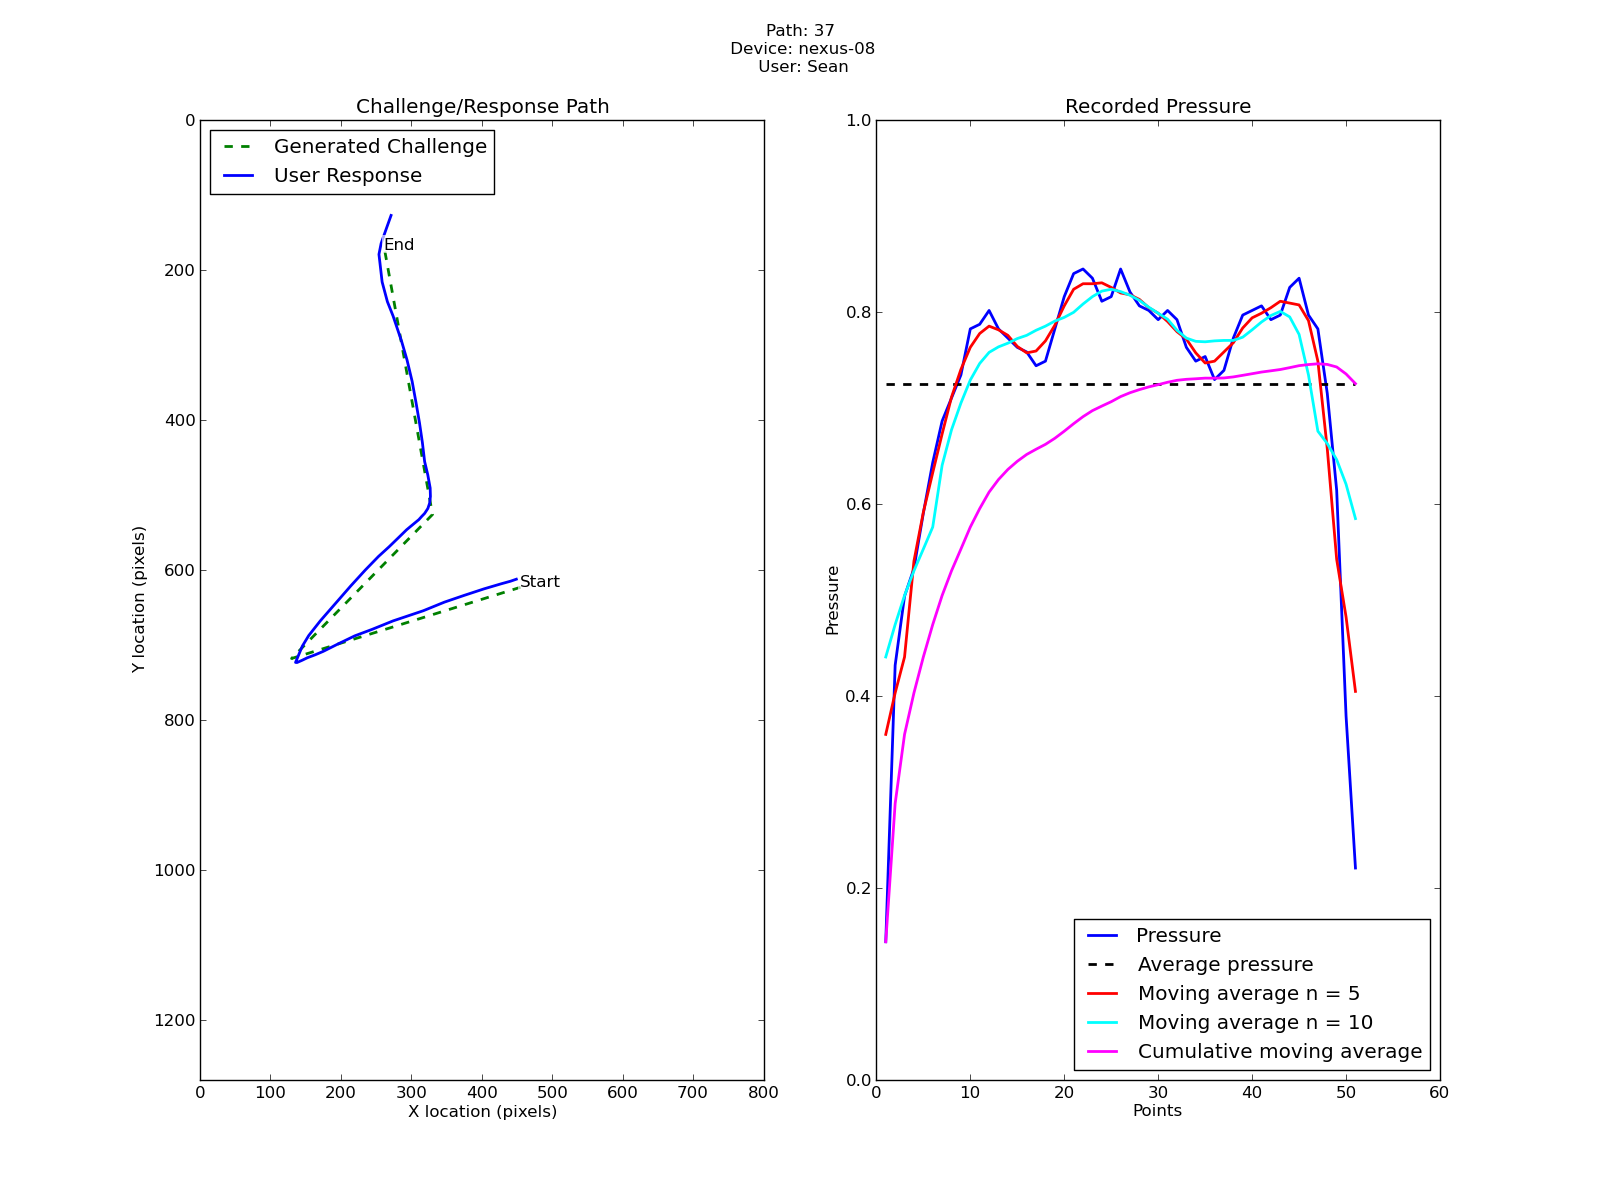 Path: 37
Device: nexus-08
User: Sean
Challenge/Response Path
Generated Challenge
User Response
End
Start
0
200
400
600
800
1000
1200
Y location (pixels)
0 100 200 300 400 500 600 700 800
X location (pixels)
Recorded Pressure
1.0
0.8
0.6
0.4
0.2
0.0
Pressure
Pressure
Average pressure
Moving average n = 5
Moving average n = 10
Cumulative moving average
0 10 20 30 40 50 60
Points